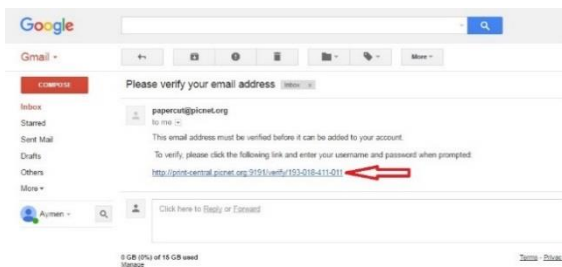 Google
Gmail
More
COMPOSE
Please verify your email address Inbox x
Inbox
Starred
Sent Mail
Drafts
Others
More
papercut@picnet.org
to me
This email address must be verified before it can be added to your account.
To verify, please click the following link and enter your username and password when prompted:
http://print-central.picnet.org:9191/verify/193-018-411-011
Aymen
Click here to Reply or Forward
0 GB (0%) of 15 GB used
Manage
Terms - Privac